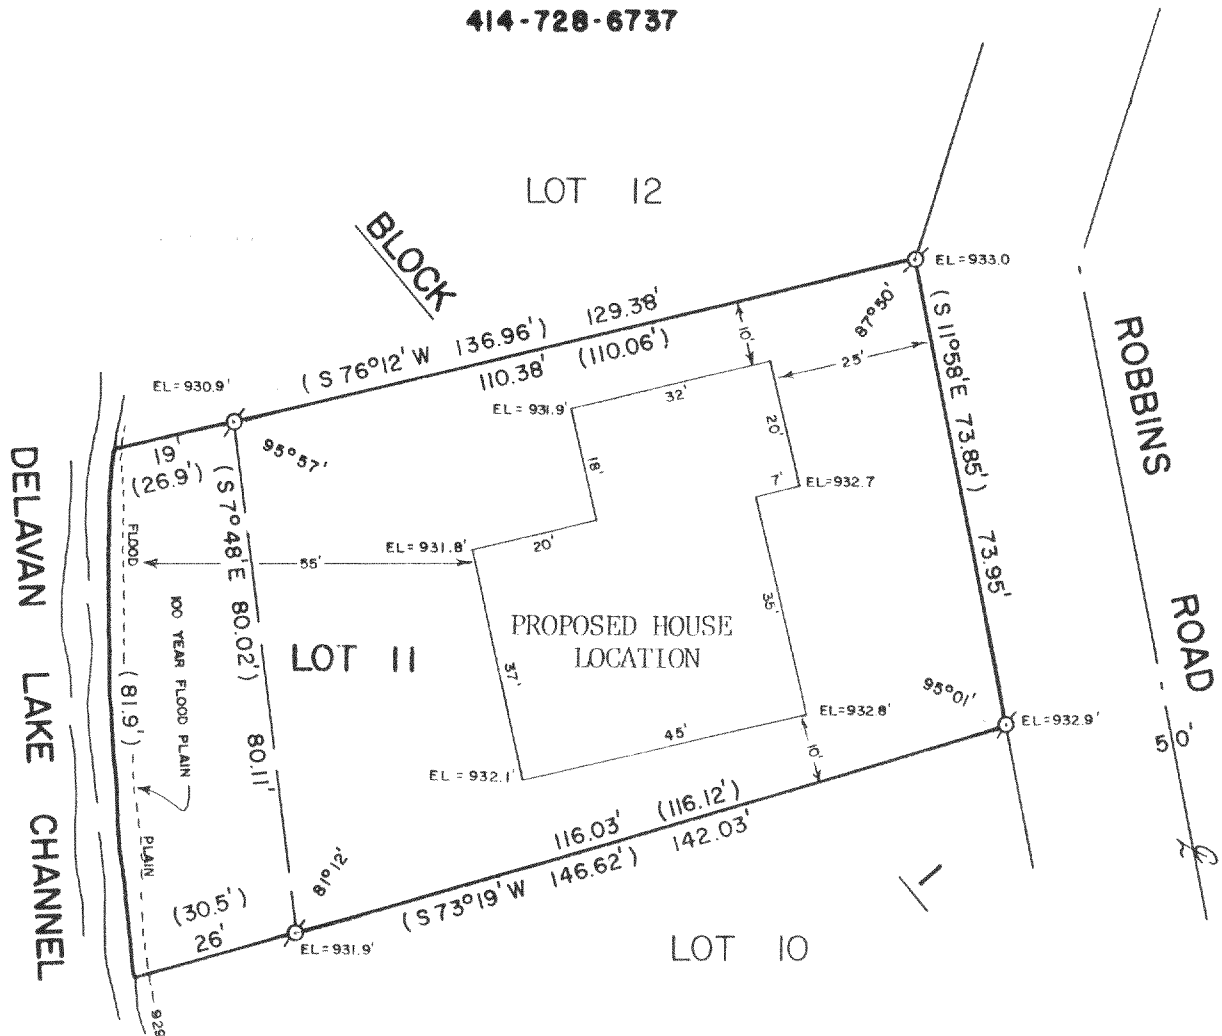 414-728-6737
LOT 12
BLOCK
EL=933.0
87°50'
(S 76°12' W 136.96') 129.38'
110.38' (110.06')
10'
25'
(S 11°58'E 73.85') 73.95'
ROBBINS
ROAD
50'
EL=930.9'
19'
(26.9')
95°57'
EL=931.9'
32'
20'
18'
7'
EL=932.7
(S 7°48'E 80.02') 80.11'
FLOOD
55'
EL=931.8'
20'
35'
DELAVAN LAKE CHANNEL
100 YEAR FLOOD PLAIN
(81.9')
PLAIN
LOT 11
PROPOSED HOUSE
LOCATION
37'
45'
EL=932.8'
10'
95°01'
EL=932.9'
EL=932.1'
116.03' (116.12')
(S 73°19' W 146.62') 142.03'
81°12'
(30.5')
26'
EL=931.9'
1
LOT 10
929